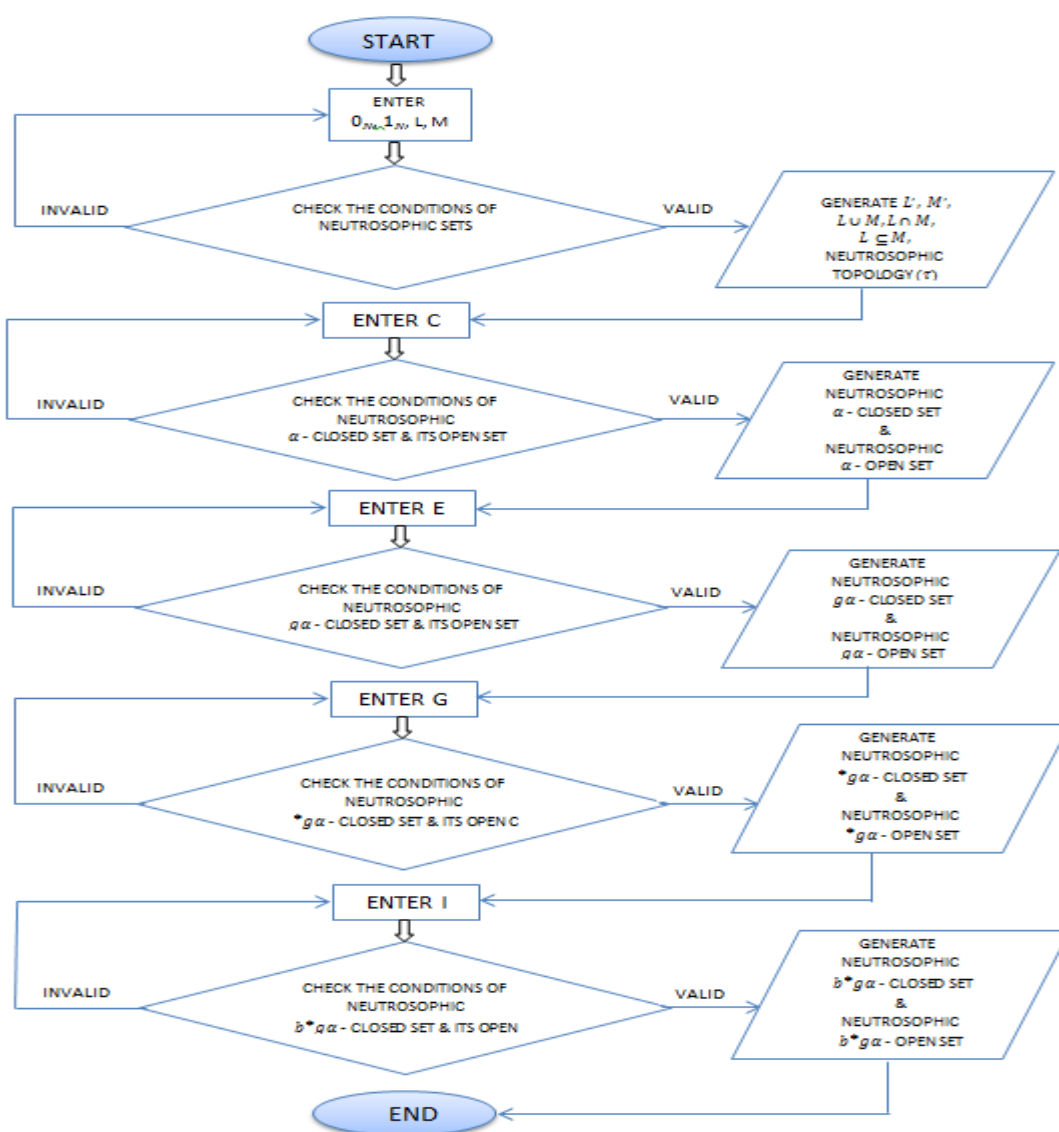 START
ENTER
0_N, 1_N, L, M
INVALID
CHECK THE CONDITIONS OF
NEUTROSOPHIC SETS
VALID
GENERATE L', M',
L ∪ M, L ∩ M,
L ⊆ M,
NEUTROSOPHIC
TOPOLOGY (τ)
ENTER C
INVALID
CHECK THE CONDITIONS OF
NEUTROSOPHIC
α - CLOSED SET & ITS OPEN SET
VALID
GENERATE
NEUTROSOPHIC
α - CLOSED SET
&
NEUTROSOPHIC
α - OPEN SET
ENTER E
INVALID
CHECK THE CONDITIONS OF
NEUTROSOPHIC
gα - CLOSED SET & ITS OPEN SET
VALID
GENERATE
NEUTROSOPHIC
gα - CLOSED SET
&
NEUTROSOPHIC
gα - OPEN SET
ENTER G
INVALID
CHECK THE CONDITIONS OF
NEUTROSOPHIC
*gα - CLOSED SET & ITS OPEN C
VALID
GENERATE
NEUTROSOPHIC
*gα - CLOSED SET
&
NEUTROSOPHIC
*gα - OPEN SET
ENTER I
INVALID
CHECK THE CONDITIONS OF
NEUTROSOPHIC
b*gα - CLOSED SET & ITS OPEN
VALID
GENERATE
NEUTROSOPHIC
b*gα - CLOSED SET
&
NEUTROSOPHIC
b*gα - OPEN SET
END